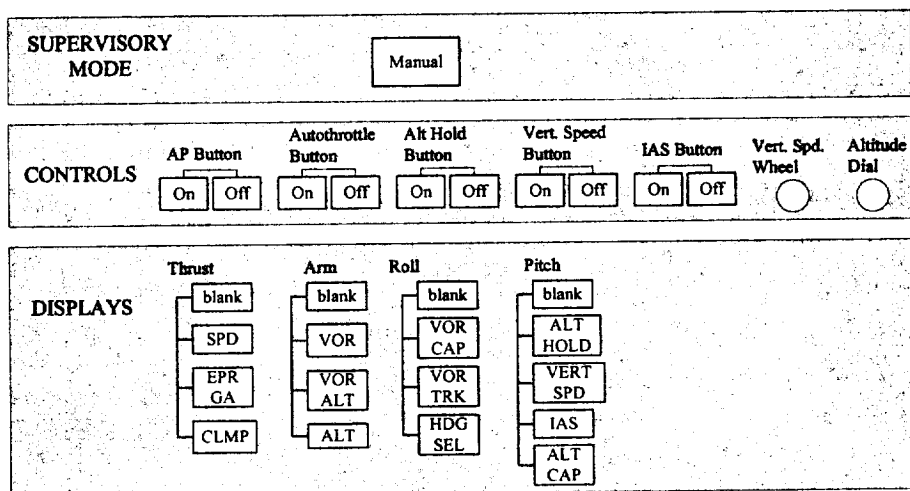 SUPERVISORY
MODE
Manual
CONTROLS
AP Button
On Off
Autothrottle
Button
On Off
Alt Hold
Button
On Off
Vert. Speed
Button
On Off
IAS Button
On Off
Vert. Spd.
Wheel
Altitude
Dial
DISPLAYS
Thrust
blank
SPD
EPR
GA
CLMP
Arm
blank
VOR
VOR
ALT
ALT
Roll
blank
VOR
CAP
VOR
TRK
HDG
SEL
Pitch
blank
ALT
HOLD
VERT
SPD
IAS
ALT
CAP